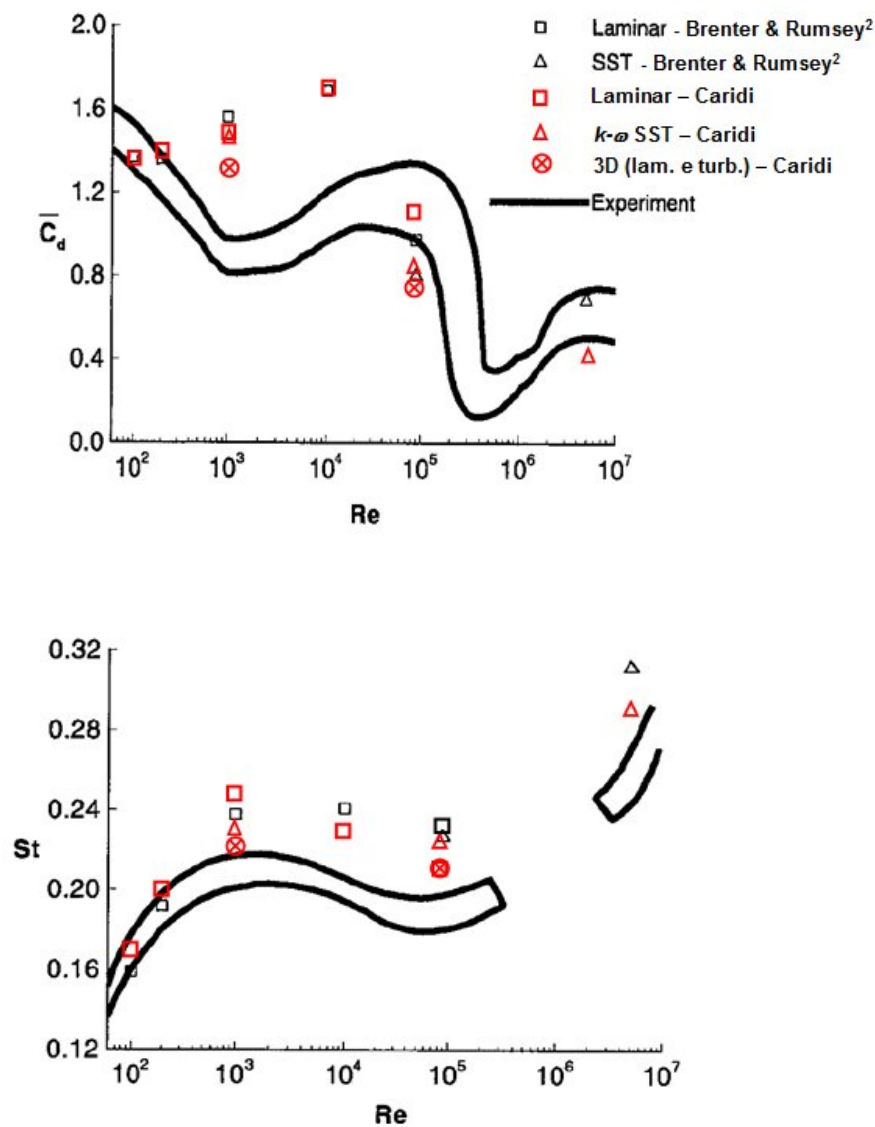 2.0
1.6
1.2
0.8
0.4
0.0
C̅d
10² 10³ 10⁴ 10⁵ 10⁶ 10⁷
Re
Laminar - Brenter & Rumsey²
SST - Brenter & Rumsey²
Laminar – Caridi
k-ω SST – Caridi
3D (lam. e turb.) – Caridi
Experiment
0.32
0.28
0.24
0.20
0.16
0.12
St
10² 10³ 10⁴ 10⁵ 10⁶ 10⁷
Re